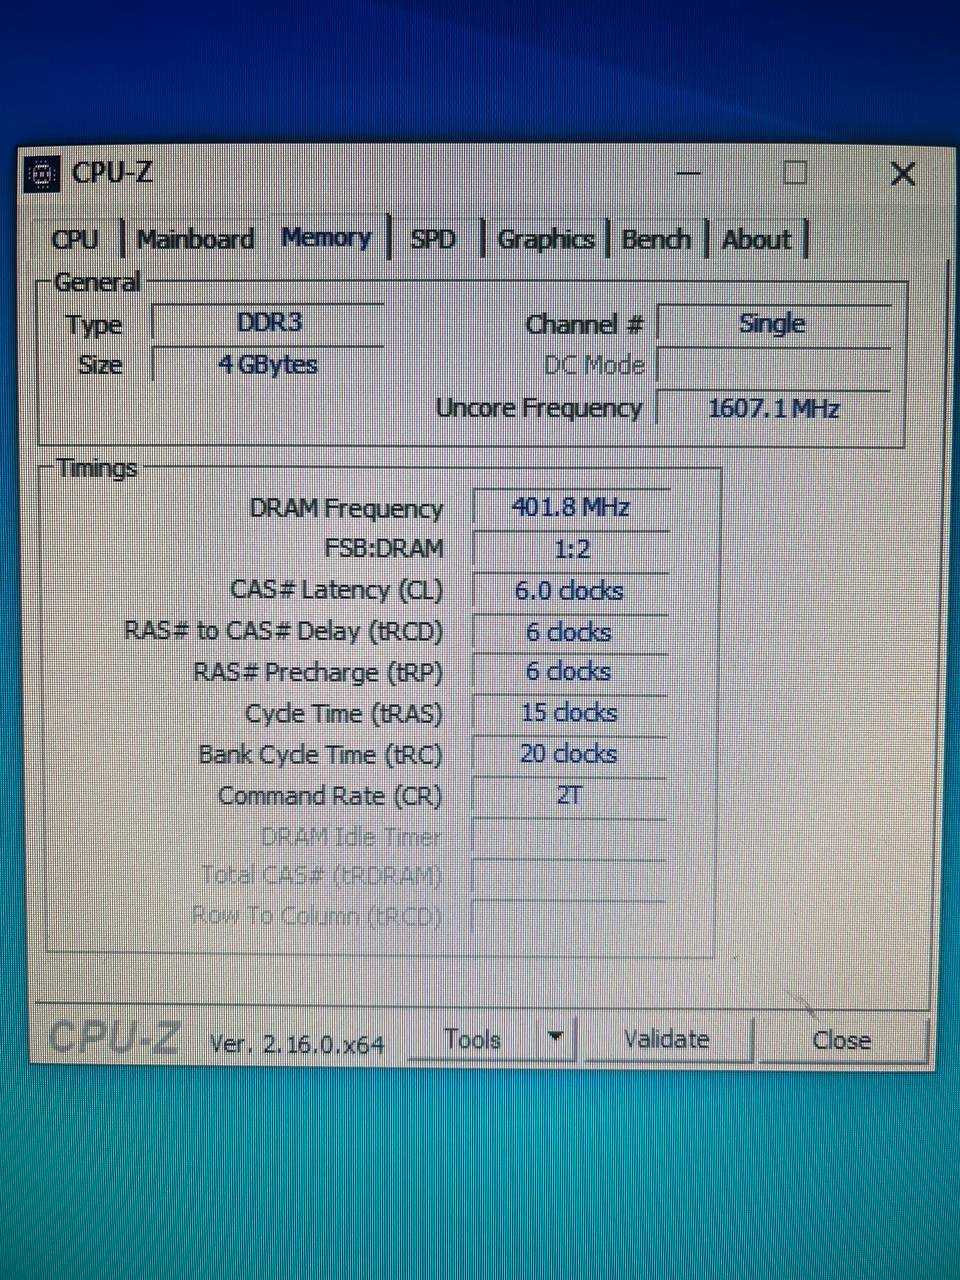 CPU-Z
CPU Mainboard Memory SPD Graphics Bench About
General
Type DDR3 Channel # Single
Size 4 GBytes DC Mode
Uncore Frequency 1607.1 MHz
Timings
DRAM Frequency 401.8 MHz
FSB:DRAM 1:2
CAS# Latency (CL) 6.0 clocks
RAS# to CAS# Delay (tRCD) 6 clocks
RAS# Precharge (tRP) 6 clocks
Cycle Time (tRAS) 15 clocks
Bank Cycle Time (tRC) 20 clocks
Command Rate (CR) 2T
DRAM Idle Timer
Total CAS# (tRDRAM)
Row To Column (tRCD)
CPU-Z Ver. 2.16.0.x64 Tools Validate Close